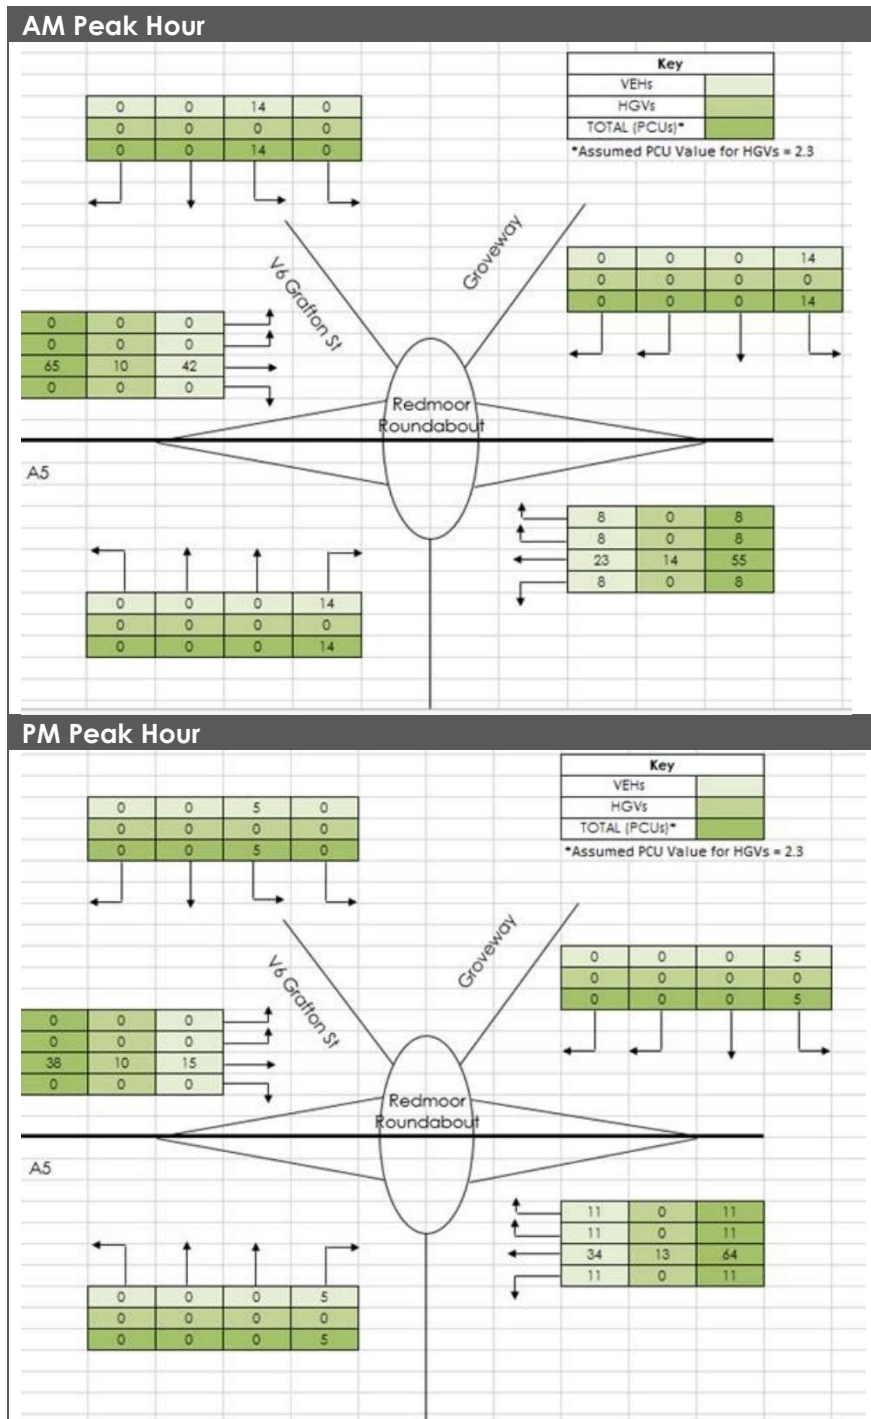 AM Peak Hour
Key
VEHs
HGVs
TOTAL (PCUs)*
*Assumed PCU Value for HGVs = 2.3
0 0 14 0
0 0 0 0
0 0 14 0
V6 Grafton St
Groveway
0 0 0 14
0 0 0 0
0 0 0 14
0 0 0
0 0 0
65 10 42
0 0 0
Redmoor
Roundabout
A5
8 0 8
8 0 8
23 14 55
8 0 8
0 0 0 14
0 0 0 0
0 0 0 14
PM Peak Hour
Key
VEHs
HGVs
TOTAL (PCUs)*
*Assumed PCU Value for HGVs = 2.3
0 0 5 0
0 0 0 0
0 0 5 0
V6 Grafton St
Groveway
0 0 0 5
0 0 0 0
0 0 0 5
0 0 0
0 0 0
38 10 15
0 0 0
Redmoor
Roundabout
A5
11 0 11
11 0 11
34 13 64
11 0 11
0 0 0 5
0 0 0 0
0 0 0 5